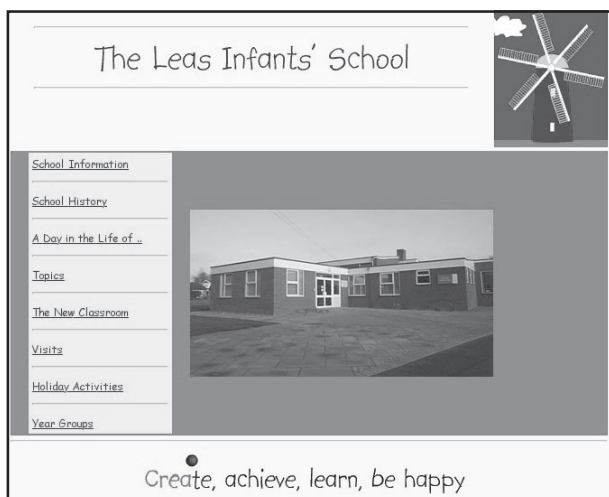 The Leas Infants' School
School Information
School History
A Day in the Life of ..
Topics
The New Classroom
Visits
Holiday Activities
Year Groups
Create, achieve, learn, be happy